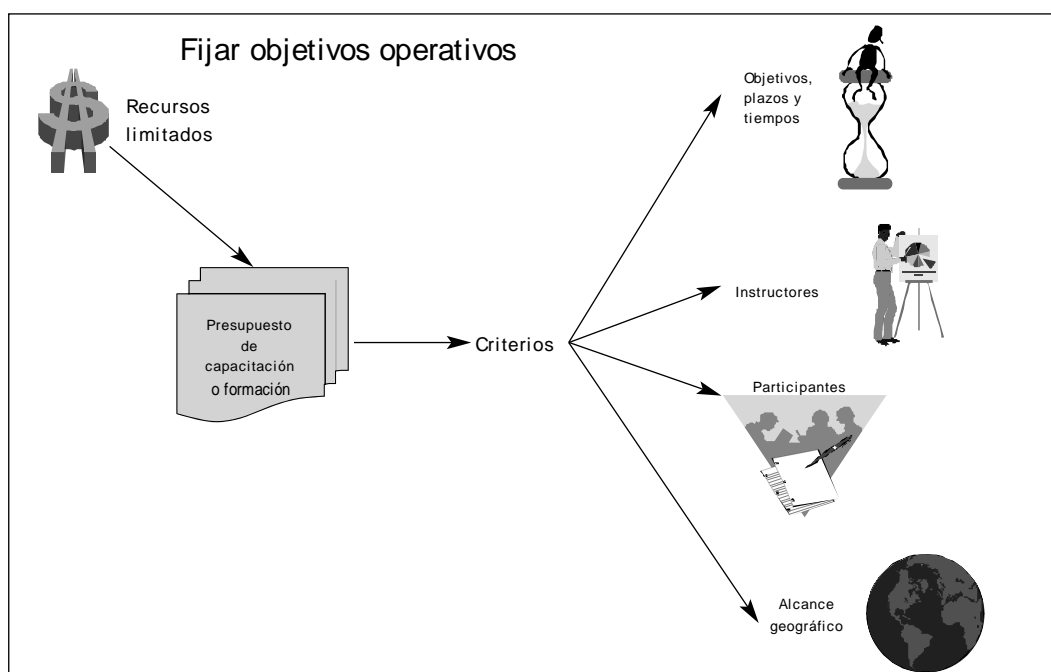 Fijar objetivos operativos
Recursos
limitados
Presupuesto
de
capacitación
o formación
Criterios
Objetivos,
plazos y
tiempos
Instructores
Participantes
Alcance
geográfico